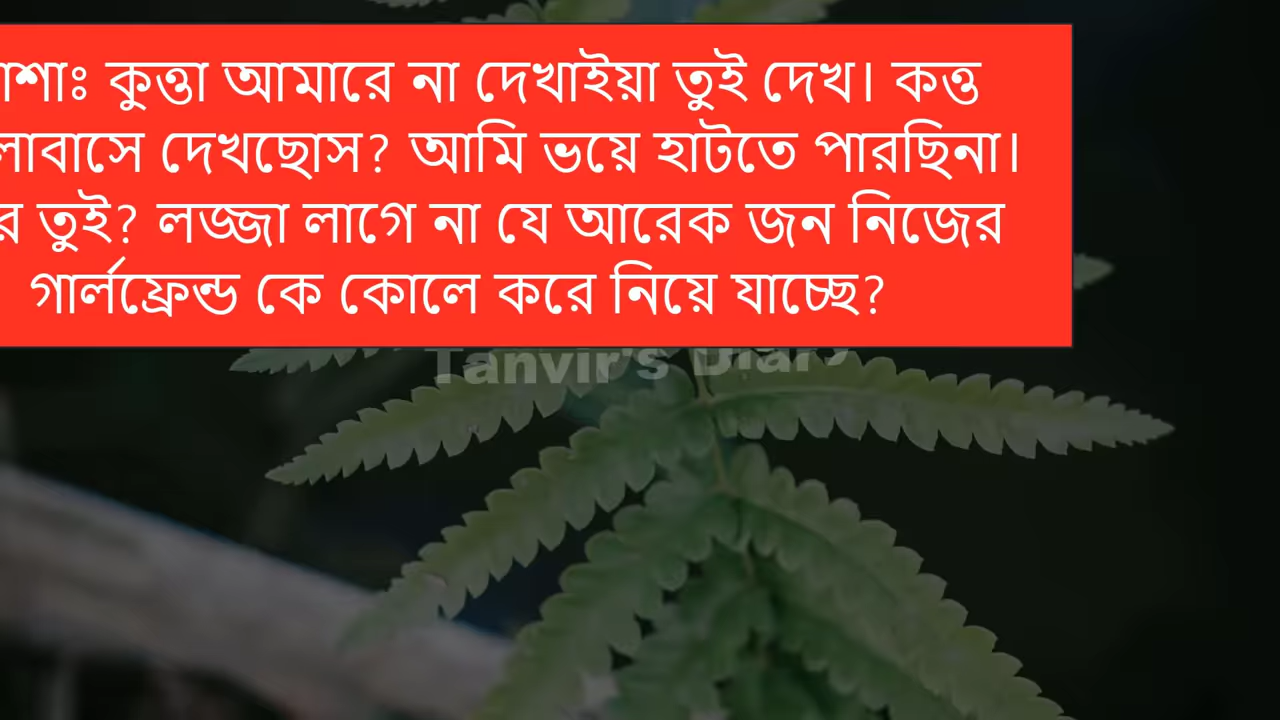 কুত্তা আমারে না দেখাইয়া তুই দেখ। কত্ত
দেখছোস? আমি ভয়ে হাটতে পারছিনা।
তুই? লজ্জা লাগে না যে আরেক জন নিজের
গার্লফ্রেন্ড কে কোলে করে নিয়ে যাচ্ছে?
Tanvir's Diary